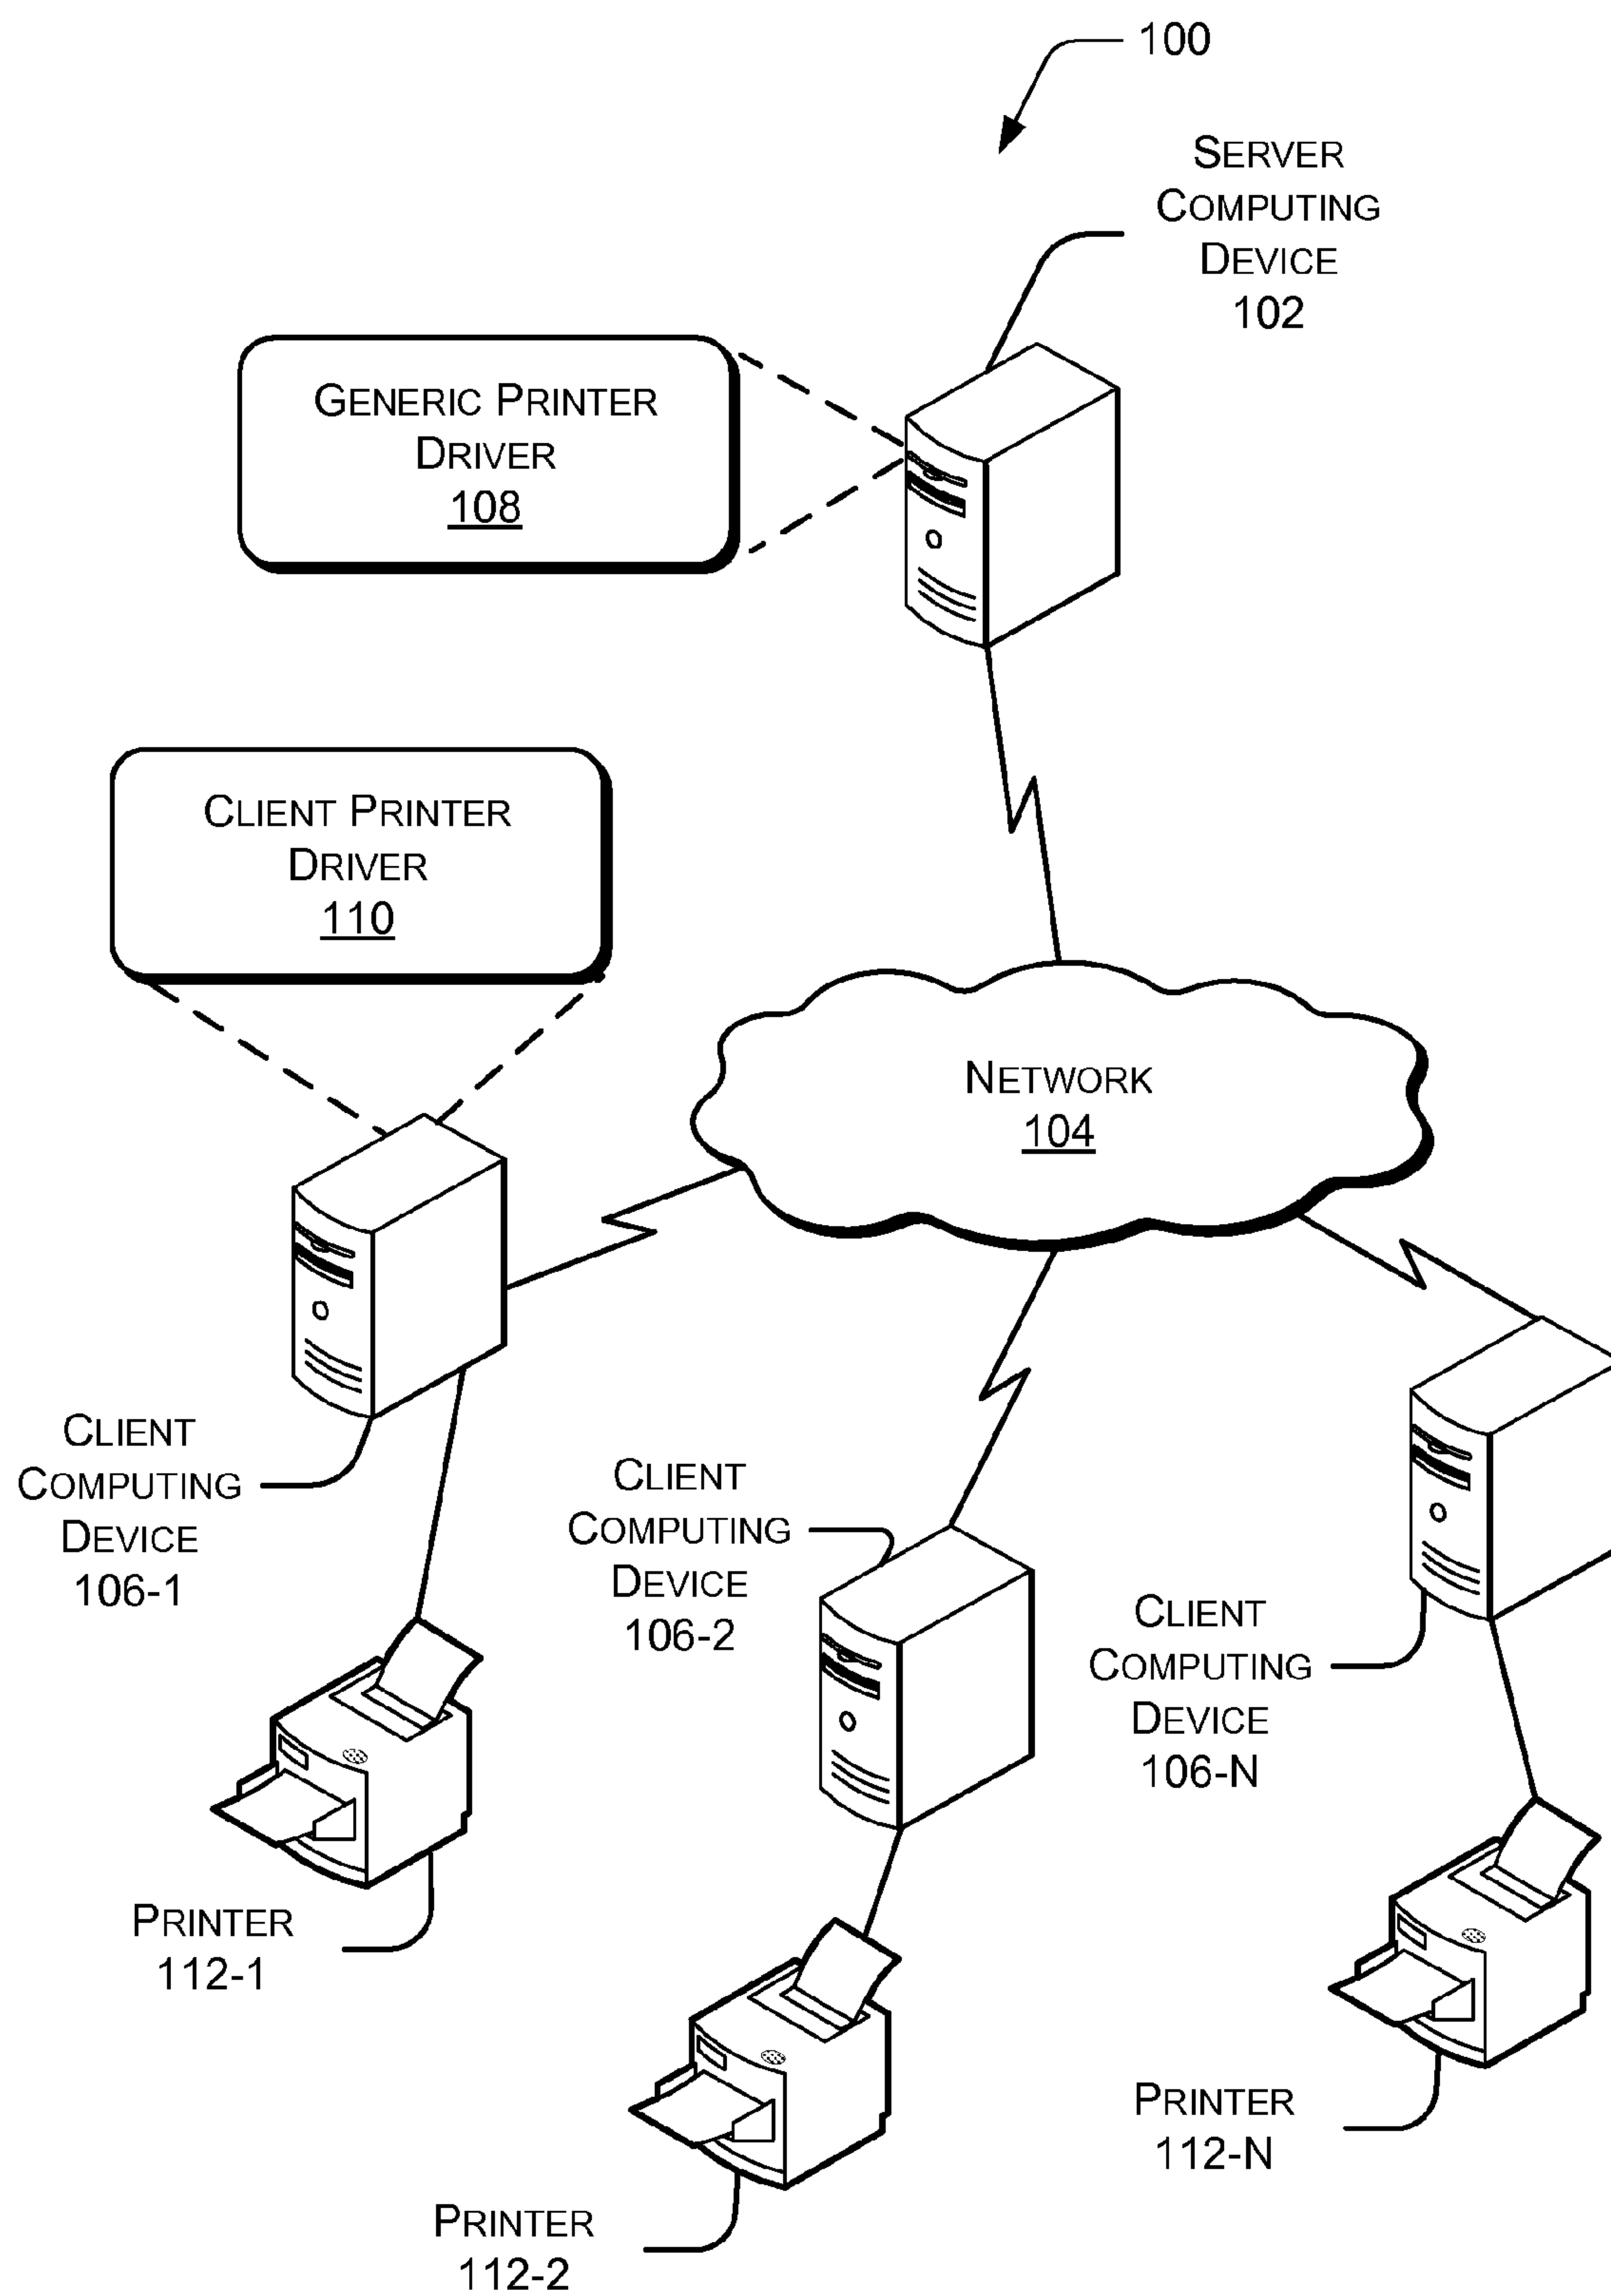 100
SERVER
COMPUTING
DEVICE
102
GENERIC PRINTER
DRIVER
108
CLIENT PRINTER
DRIVER
110
NETWORK
104
CLIENT
COMPUTING
DEVICE
106-1
CLIENT
COMPUTING
DEVICE
106-2
CLIENT
COMPUTING
DEVICE
106-N
PRINTER
112-1
PRINTER
112-2
PRINTER
112-N